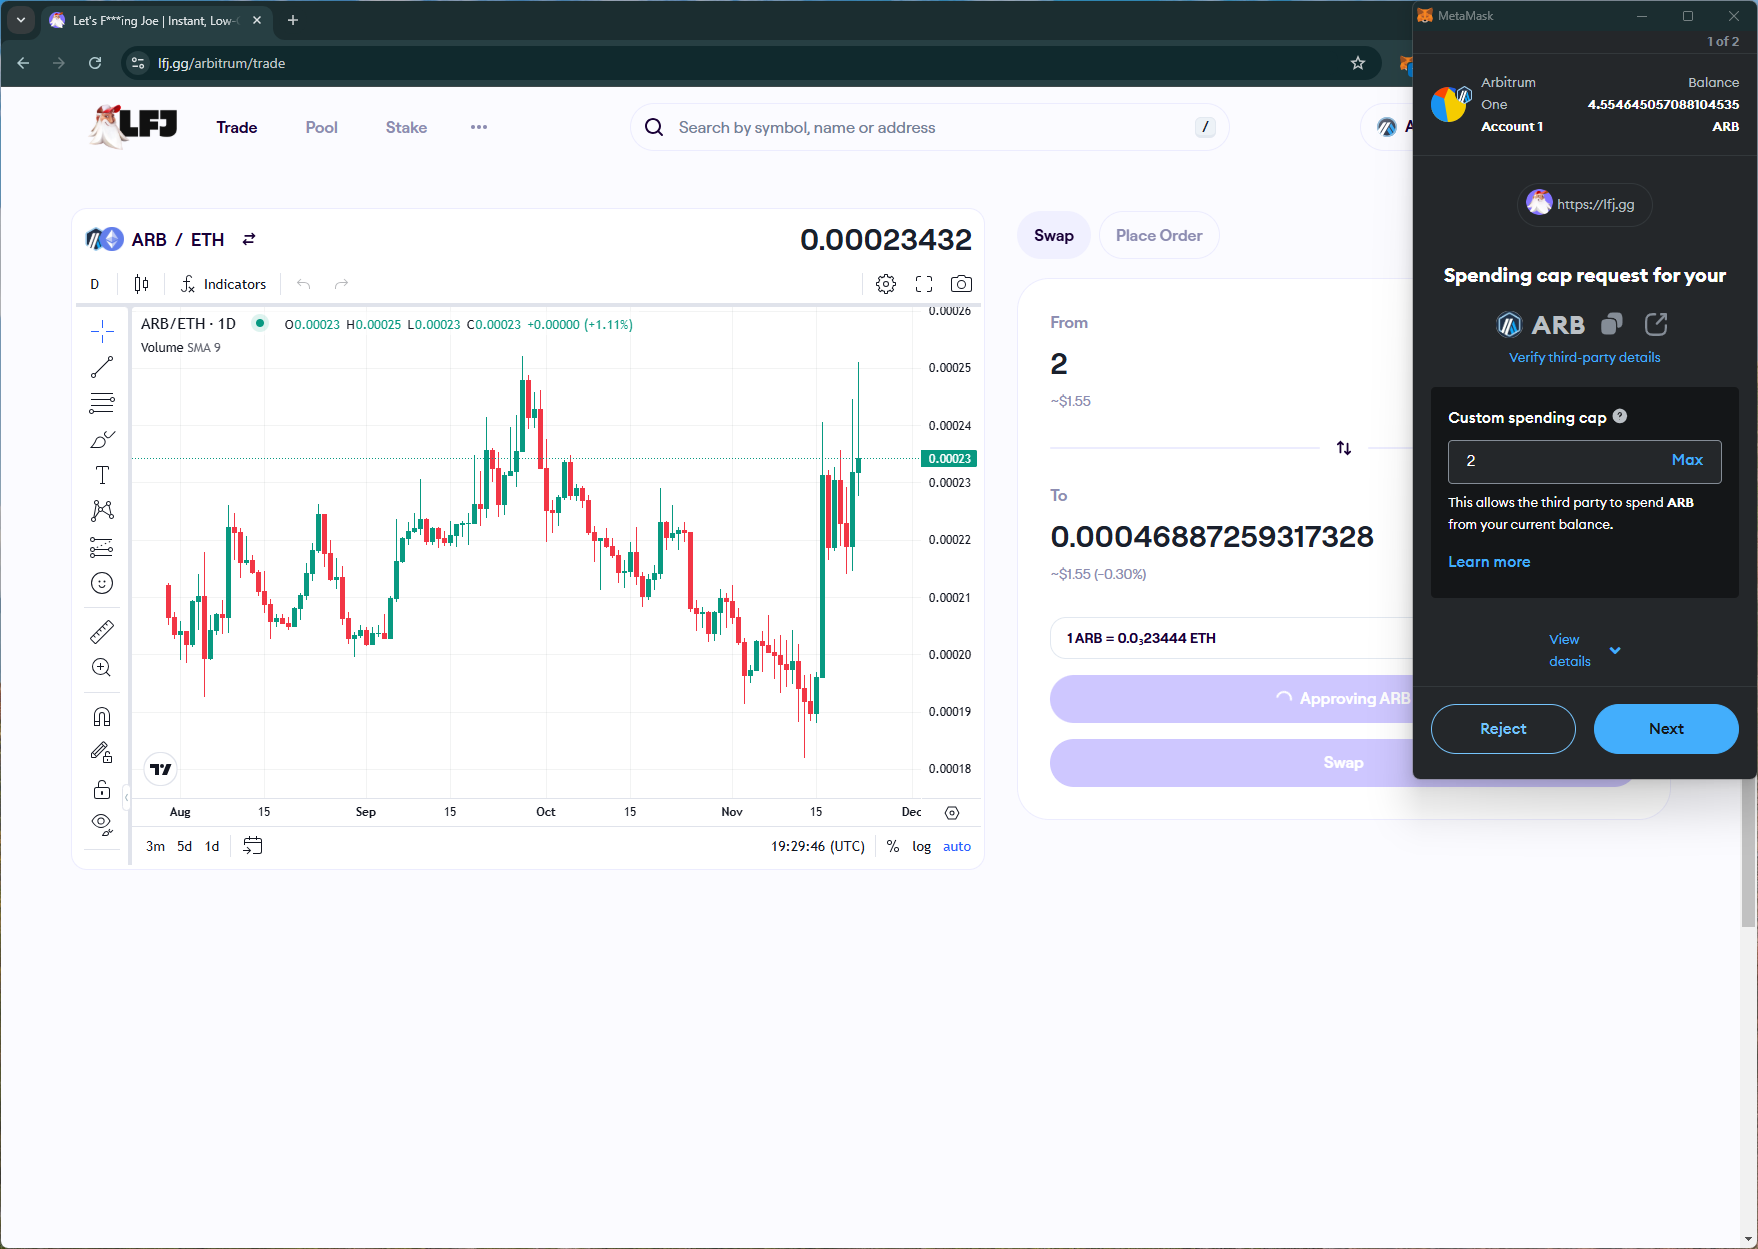 Let's F***ing Joe | Instant, Low-
lfj.gg/arbitrum/trade
LFJ
Trade
Pool
Stake
Search by symbol, name or address
/
A
ARB / ETH
0.00023432
D
Indicators
ARB/ETH · 1D
O0.00023 H0.00025 L0.00023 C0.00023 +0.00000 (+1.11%)
Volume SMA 9
0.00026
0.00025
0.00024
0.00023
0.00023
0.00022
0.00021
0.00020
0.00019
0.00018
Aug
15
Sep
15
Oct
15
Nov
15
Dec
3m
5d
1d
19:29:46 (UTC)
%
log
auto
Swap
Place Order
From
2
~$1.55
To
0.00046887259317328
~$1.55 (-0.30%)
1 ARB = 0.0₃23444 ETH
Approving ARB
Swap
MetaMask
1 of 2
Arbitrum
One
Account 1
Balance
4.554645057088104535
ARB
https://lfj.gg
Spending cap request for your
ARB
Verify third-party details
Custom spending cap
2
Max
This allows the third party to spend ARB
from your current balance.
Learn more
View
details
Reject
Next